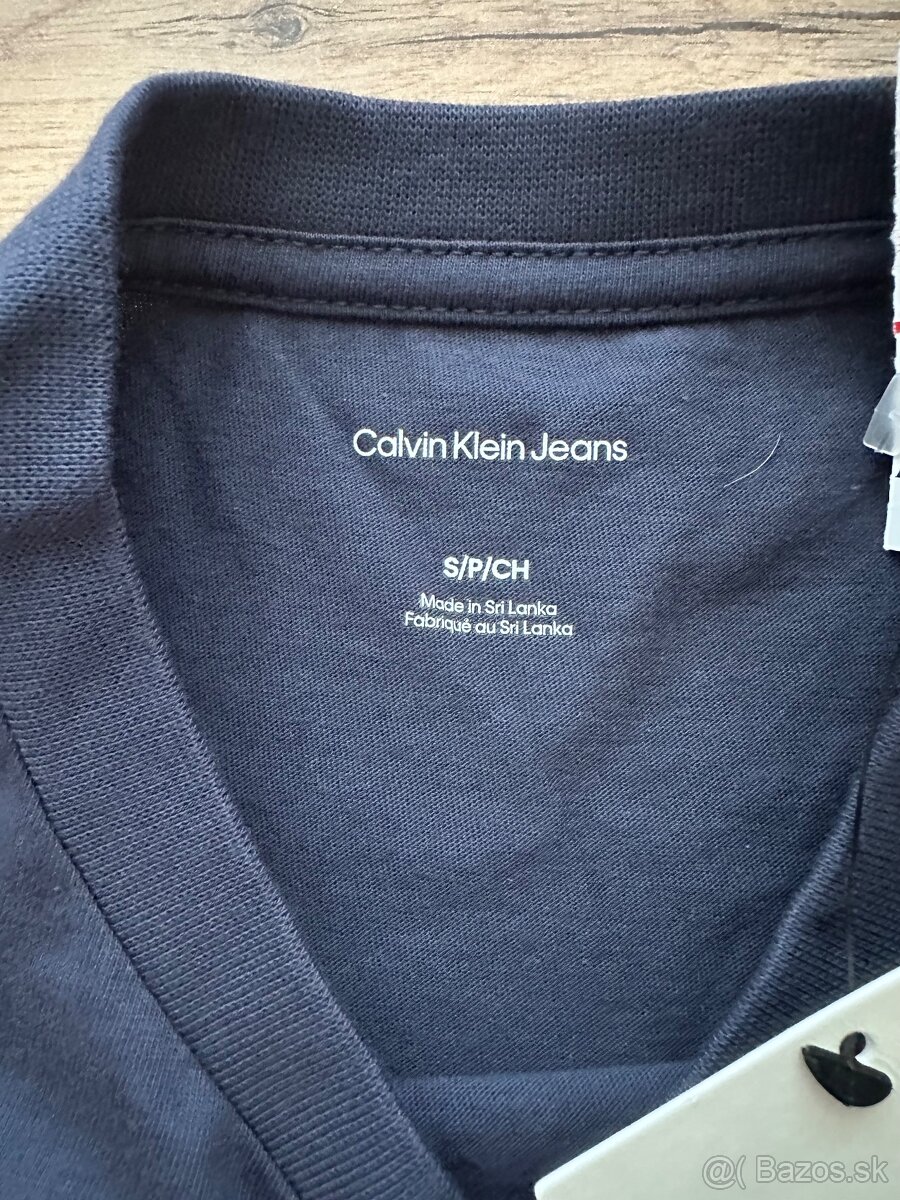 Calvin Klein Jeans
S/P/CH
Made in Sri Lanka
Fabriqué au Sri Lanka
@( Bazos.sk